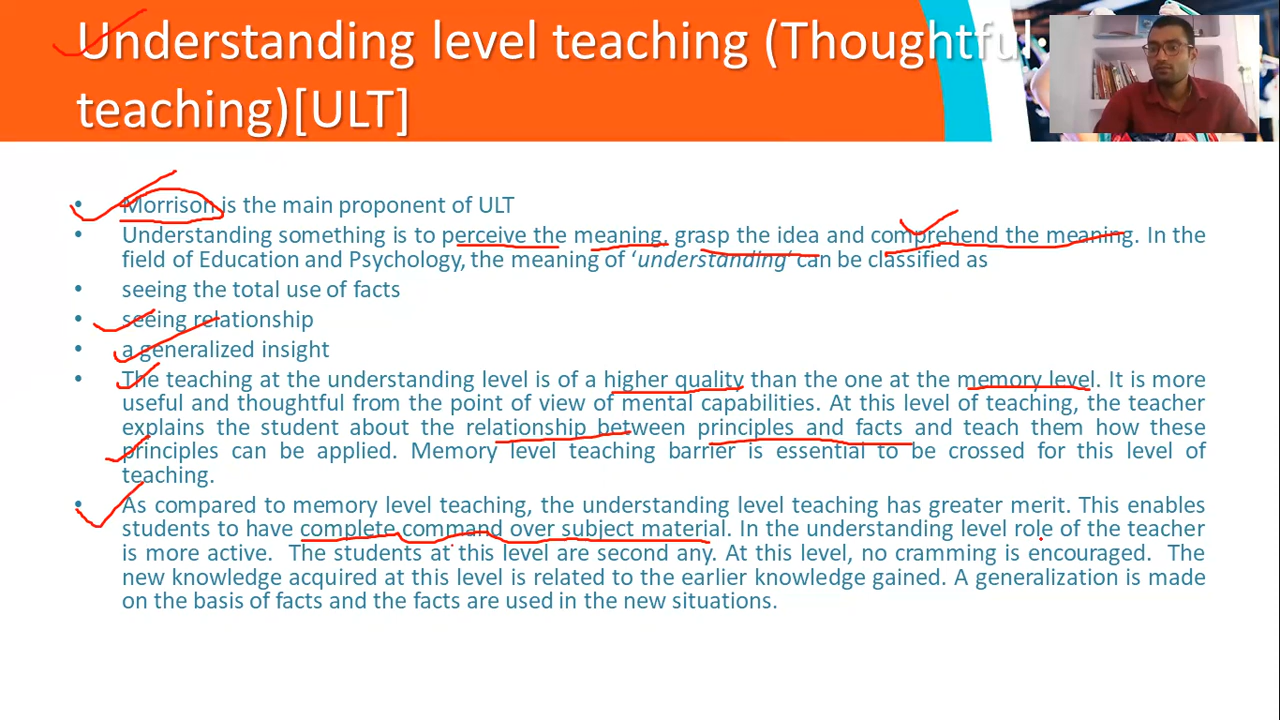 Understanding level teaching (Thoughtful
teaching)[ULT]
• Morrison is the main proponent of ULT
• Understanding something is to perceive the meaning, grasp the idea and comprehend the meaning. In the
field of Education and Psychology, the meaning of ‘understanding‘ can be classified as
• seeing the total use of facts
• seeing relationship
• a generalized insight
• The teaching at the understanding level is of a higher quality than the one at the memory level. It is more
useful and thoughtful from the point of view of mental capabilities. At this level of teaching, the teacher
explains the student about the relationship between principles and facts and teach them how these
principles can be applied. Memory level teaching barrier is essential to be crossed for this level of
teaching.
• As compared to memory level teaching, the understanding level teaching has greater merit. This enables
students to have complete command over subject material. In the understanding level role of the teacher
is more active. The students at this level are second any. At this level, no cramming is encouraged. The
new knowledge acquired at this level is related to the earlier knowledge gained. A generalization is made
on the basis of facts and the facts are used in the new situations.